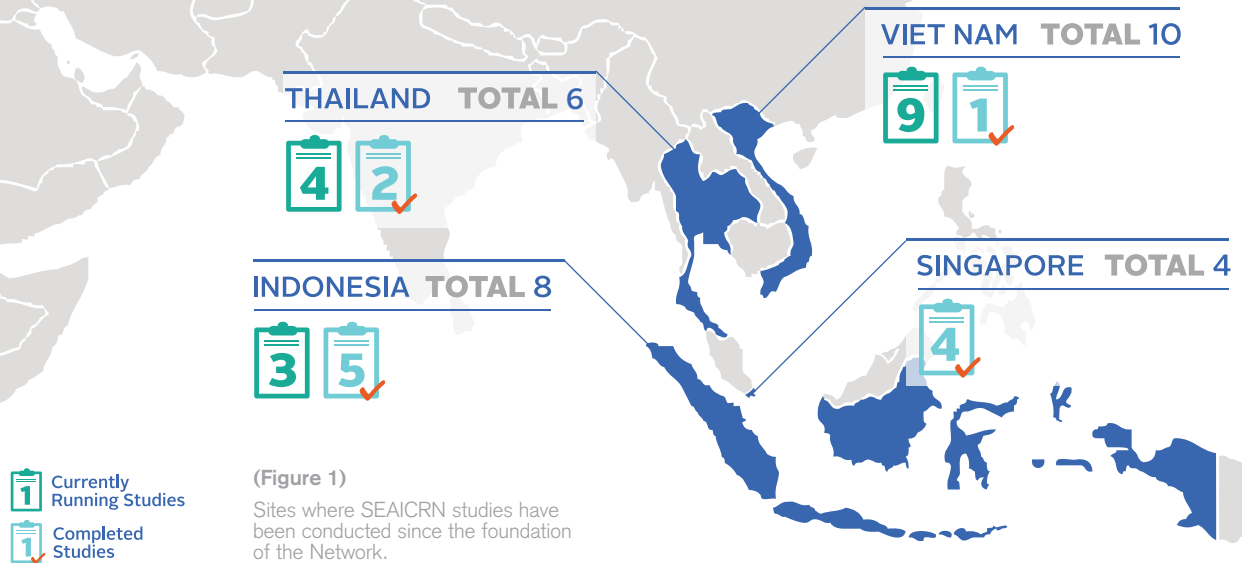 VIET NAM TOTAL 10
9 1
THAILAND TOTAL 6
4 2
INDONESIA TOTAL 8
3 5
SINGAPORE TOTAL 4
4
1 Currently
Running Studies
1 Completed
Studies
(Figure 1)
Sites where SEAICRN studies have
been conducted since the foundation
of the Network.